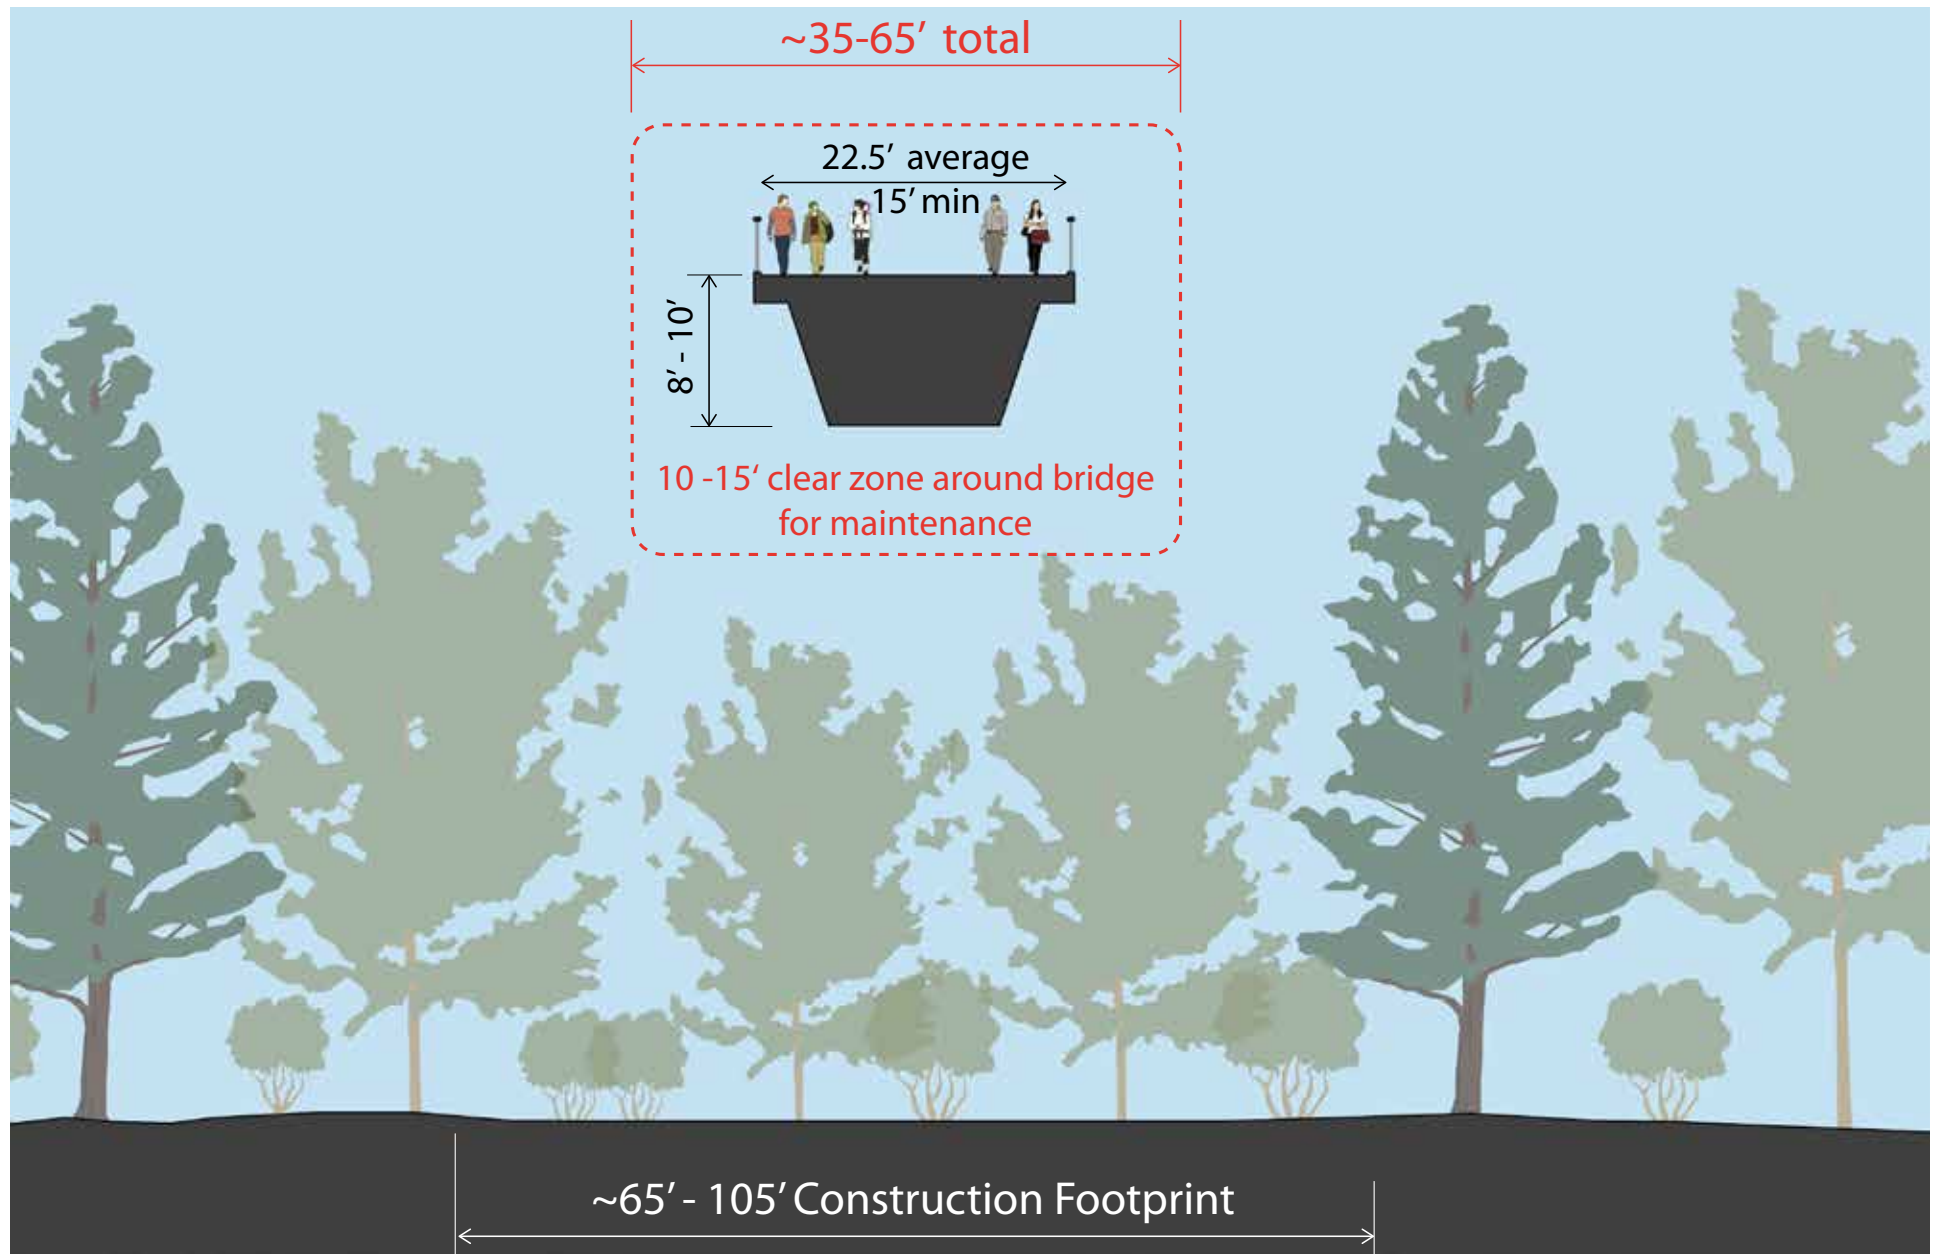 ~35-65’ total
22.5’ average
15’ min
8’ - 10’
10 -15‘ clear zone around bridge
for maintenance
~65’ - 105’ Construction Footprint